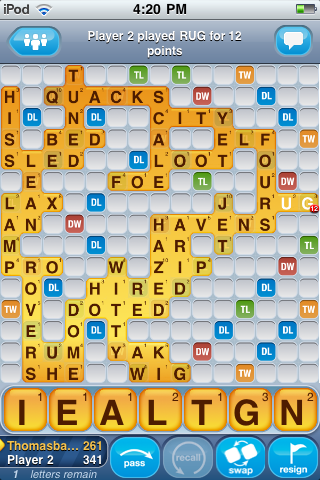 iPod 4:20 PM
Player 2 played RUG for 12
points
T TL TL TW
H Q U A C K S DW DL
I DL N DL C I T Y DL
S B E D A E L F TW
S L E D DL L O O T O
E F O E TL U DW
L A X DL J R U G 12
A N DW H A V E N S
M DL A R T TL
P R O W Z I P DW
O H I R E D DL
TW V D O T E D TL TW
E DL T T DL DL
R U M Y A K DW DL
S H E W I G TW
I E A L T G N
Thomasba... 261
Player 2 341
1 letters remain
pass
recall
swap
resign